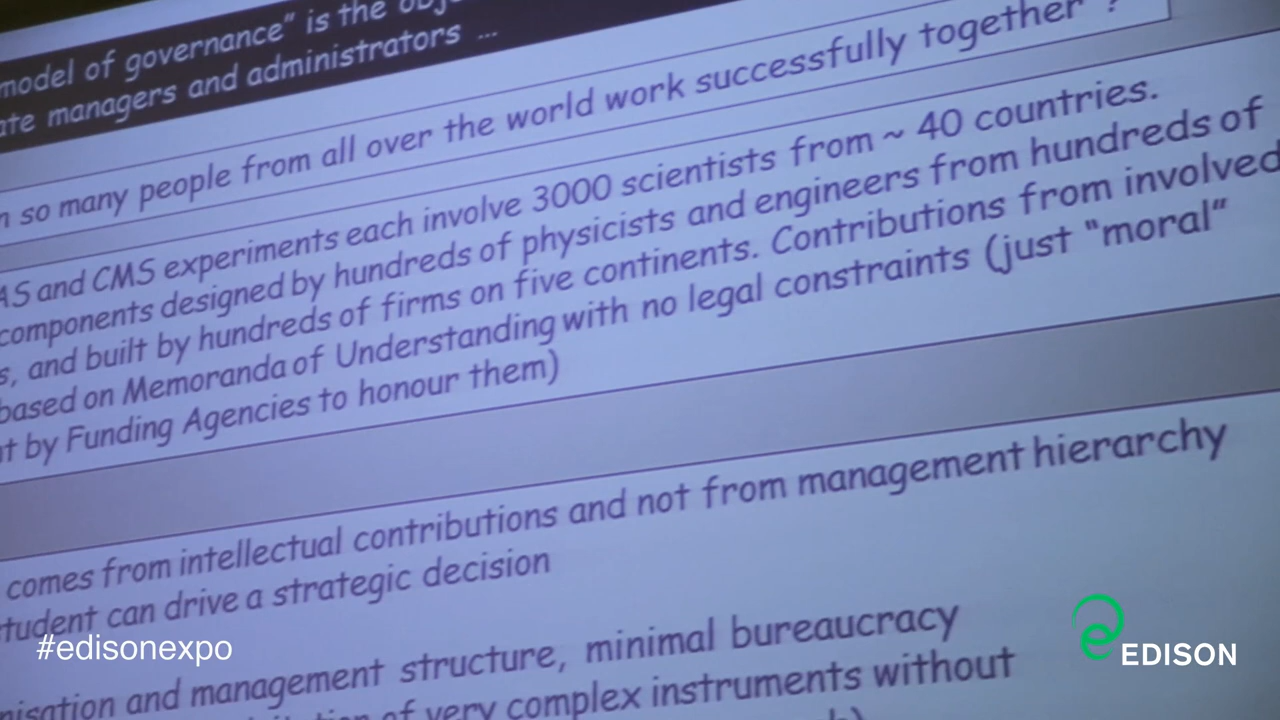 model of governance" is the
managers and administrators ...
so many people from all over the world work successfully together ?
and CMS experiments each involve 3000 scientists from ~ 40 countries.
components designed by hundreds of physicists and engineers from hundreds of
, and built by hundreds of firms on five continents. Contributions from involved
based on Memoranda of Understanding with no legal constraints (just "moral"
by Funding Agencies to honour them)
comes from intellectual contributions and not from management hierarchy
student can drive a strategic decision
and management structure, minimal bureaucracy
of very complex instruments without
#edisonexpo
EDISON